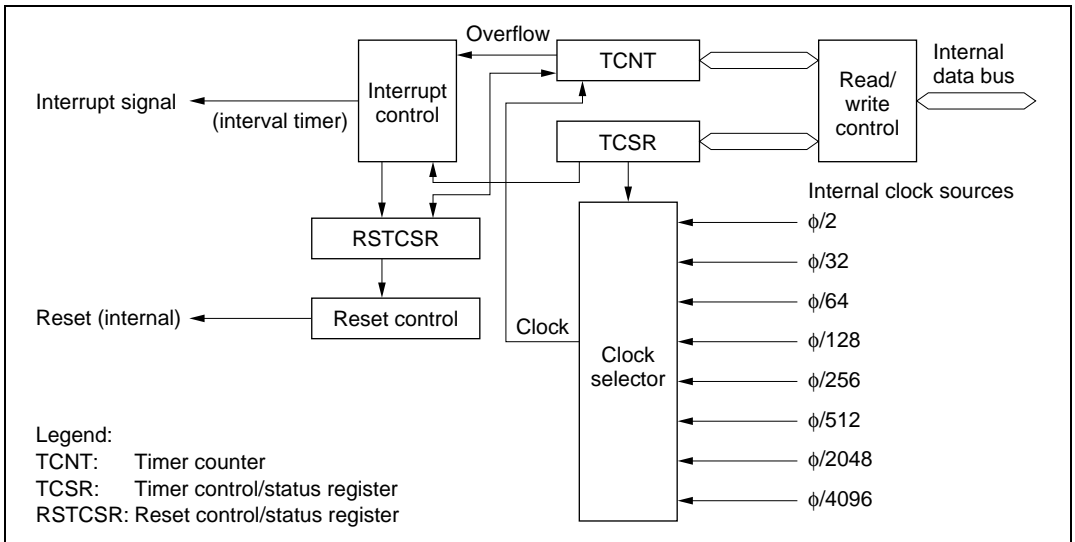 Overflow
TCNT
Interrupt
control
Read/
write
control
Internal
data bus
Interrupt signal
(interval timer)
TCSR
Internal clock sources
RSTCSR
ϕ/2
ϕ/32
ϕ/64
Reset (internal)
Reset control
Clock
Clock
selector
ϕ/128
ϕ/256
ϕ/512
ϕ/2048
ϕ/4096
Legend:
TCNT: Timer counter
TCSR: Timer control/status register
RSTCSR: Reset control/status register